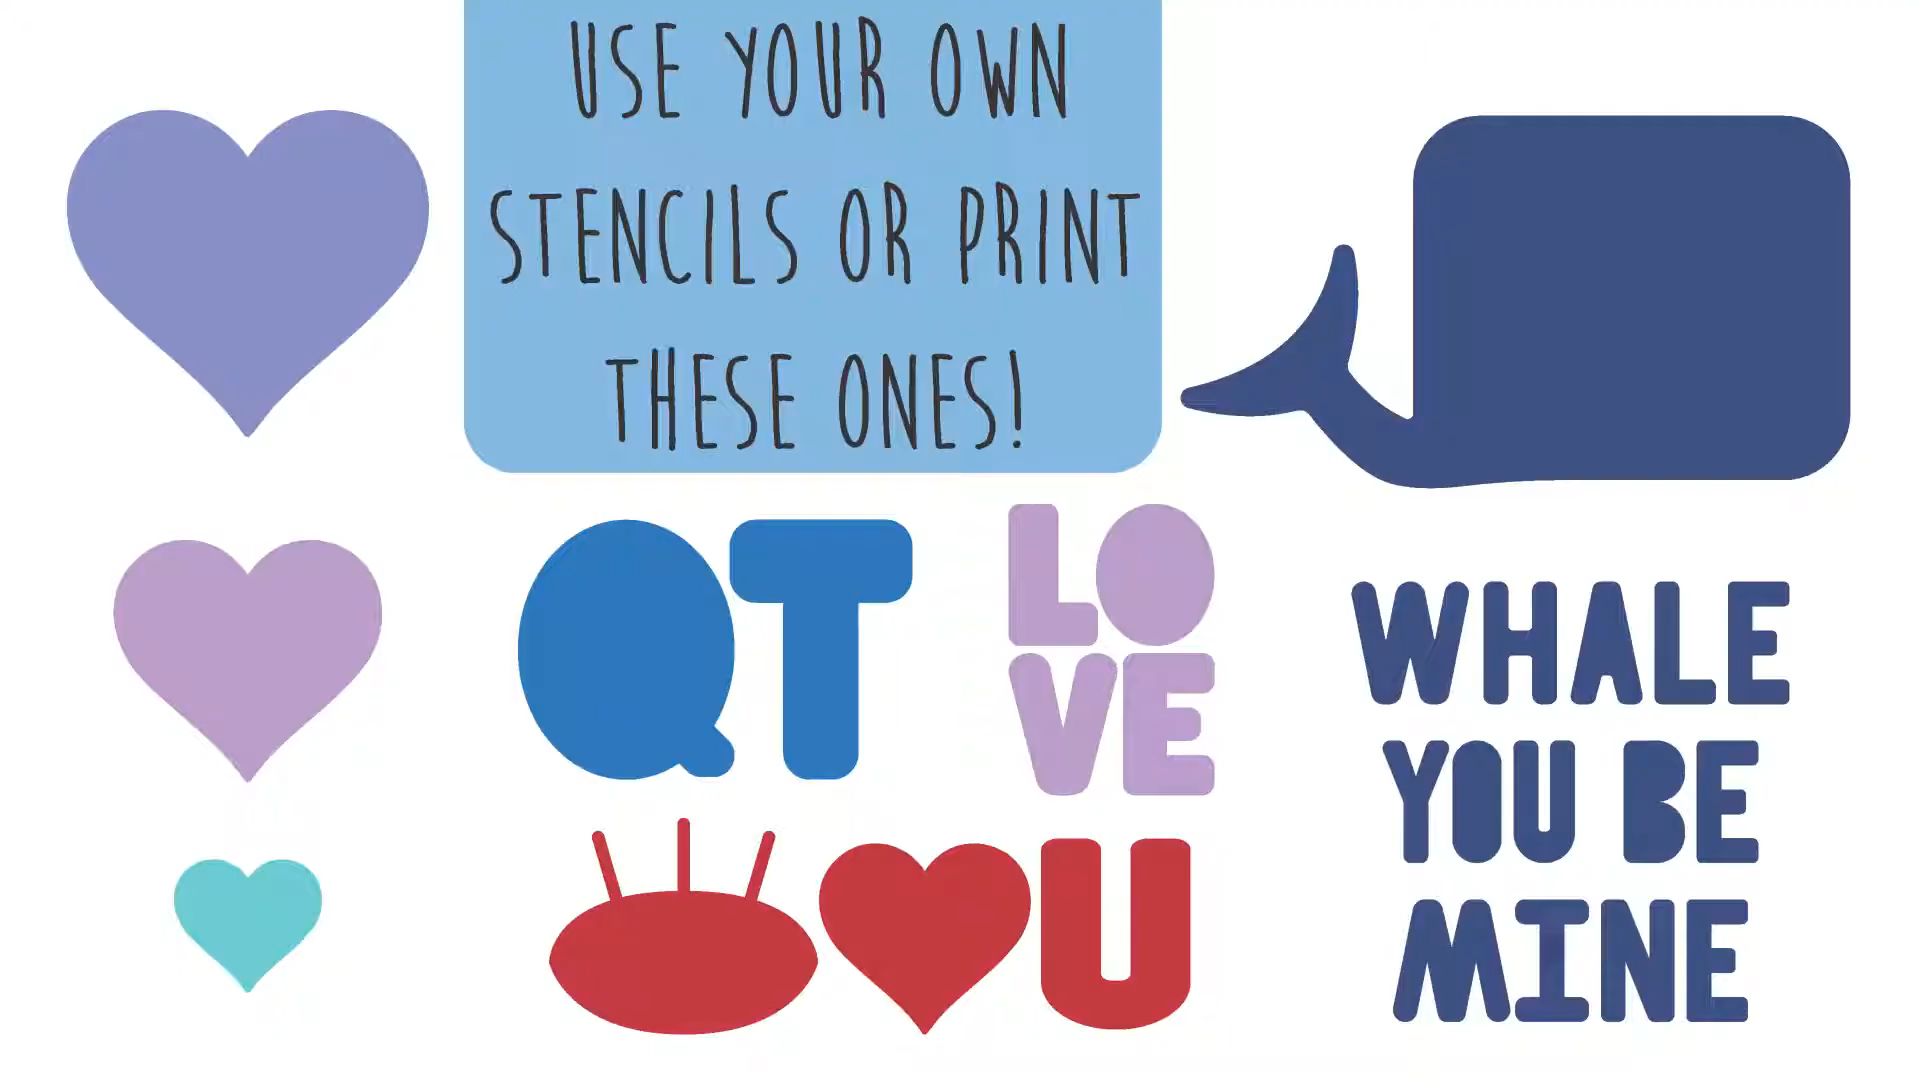 USE YOUR OWN
STENCILS OR PRINT
THESE ONES!
QT
LO
VE
U
WHALE
YOU BE
MINE